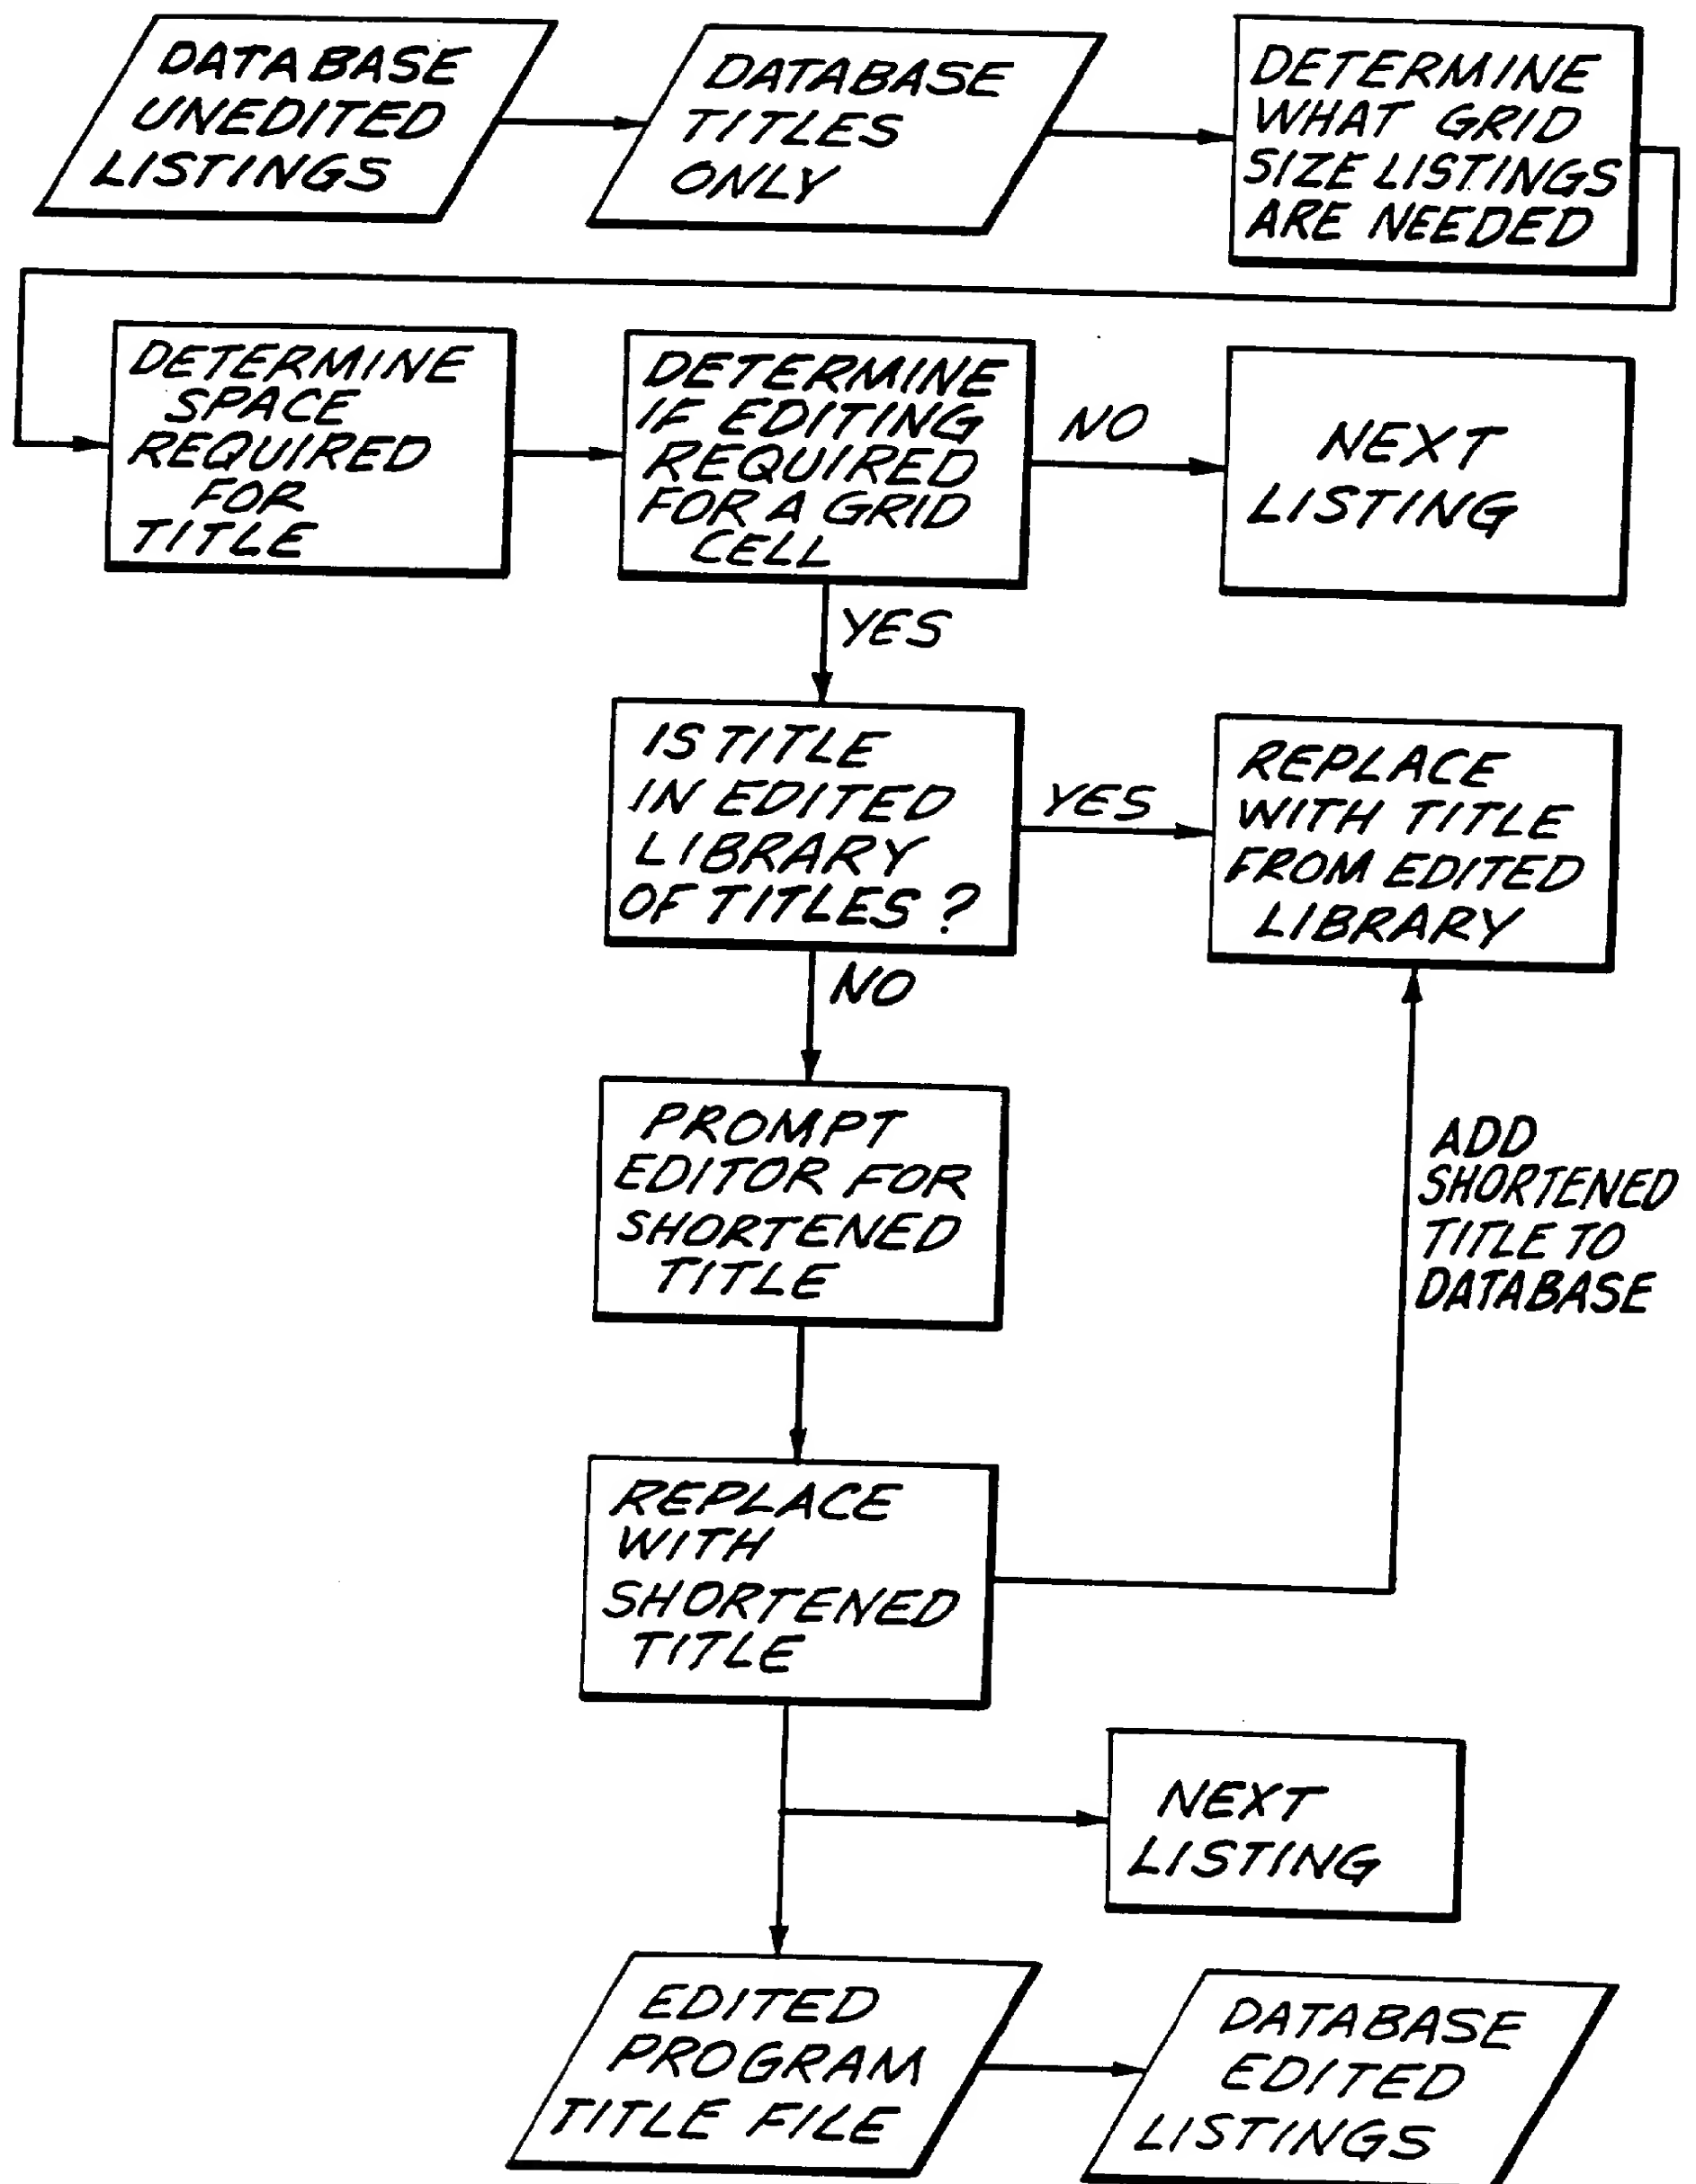 DATABASE
UNEDITED
LISTINGS
DATABASE
TITLES
ONLY
DETERMINE
WHAT GRID
SIZE LISTINGS
ARE NEEDED
DETERMINE
SPACE
REQUIRED
FOR
TITLE
DETERMINE
IF EDITING
REQUIRED
FOR A GRID
CELL
NO
NEXT
LISTING
YES
IS TITLE
IN EDITED
LIBRARY
OF TITLES?
YES
REPLACE
WITH TITLE
FROM EDITED
LIBRARY
NO
PROMPT
EDITOR FOR
SHORTENED
TITLE
ADD
SHORTENED
TITLE TO
DATABASE
REPLACE
WITH
SHORTENED
TITLE
NEXT
LISTING
EDITED
PROGRAM
TITLE FILE
DATABASE
EDITED
LISTINGS